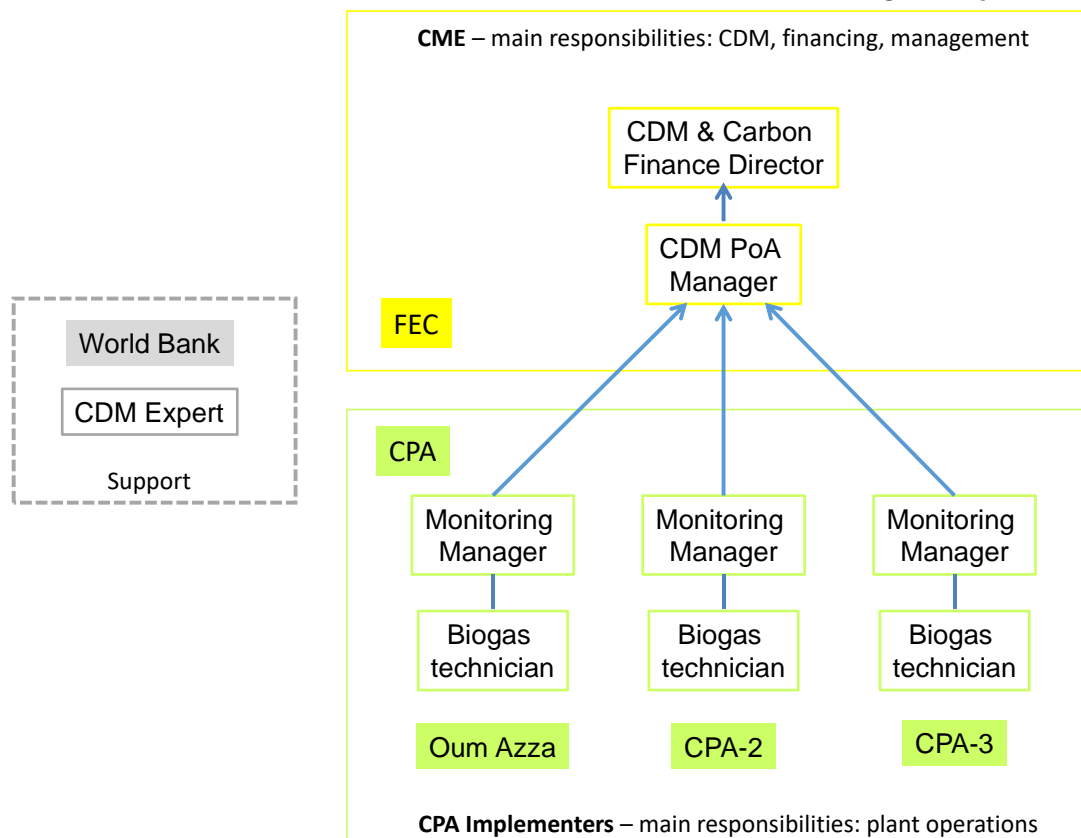 CME – main responsibilities: CDM, financing, management
CDM & Carbon
Finance Director
CDM PoA
Manager
FEC
World Bank
CDM Expert
Support
CPA
Monitoring
Manager
Monitoring
Manager
Monitoring
Manager
Biogas
technician
Biogas
technician
Biogas
technician
Oum Azza
CPA-2
CPA-3
CPA Implementers – main responsibilities: plant operations